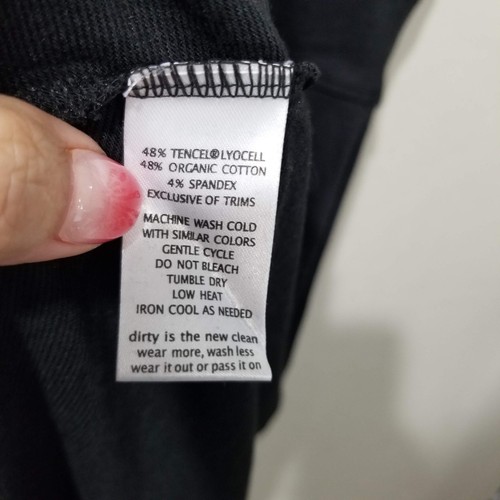 48% TENCEL® LYOCELL
48% ORGANIC COTTON
4% SPANDEX
EXCLUSIVE OF TRIMS
MACHINE WASH COLD
WITH SIMILAR COLORS
GENTLE CYCLE
DO NOT BLEACH
TUMBLE DRY
LOW HEAT
IRON COOL AS NEEDED
dirty is the new clean
wear more, wash less
wear it out or pass it on